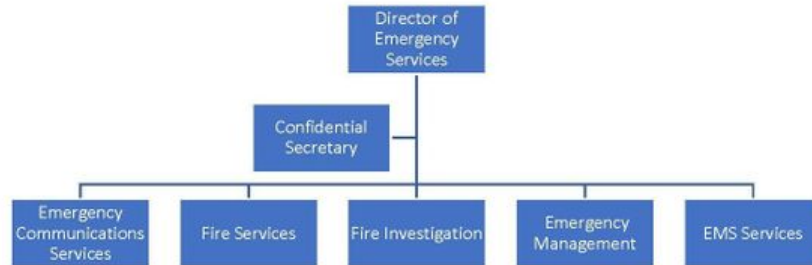 Director of
Emergency
Services
Confidential
Secretary
Emergency
Communications
Services
Fire Services
Fire Investigation
Emergency
Management
EMS Services